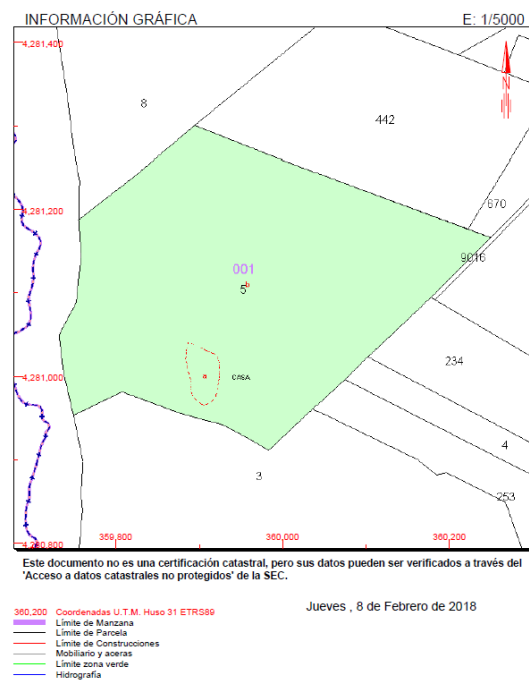 INFORMACIÓN GRÁFICA
E: 1/5000
4,281,400
N
8
442
4,281,200
670
9016
001
b
5
4,281,000
a
CASA
234
4
3
253
4,280,800
359,800
360,000
360,200
Este documento no es una certificación catastral, pero sus datos pueden ser verificados a través del
'Acceso a datos catastrales no protegidos' de la SEC.
360,200 Coordenadas U.T.M. Huso 31 ETRS89
Jueves , 8 de Febrero de 2018
Límite de Manzana
Límite de Parcela
Límite de Construcciones
Mobiliario y aceras
Límite zona verde
Hidrografía